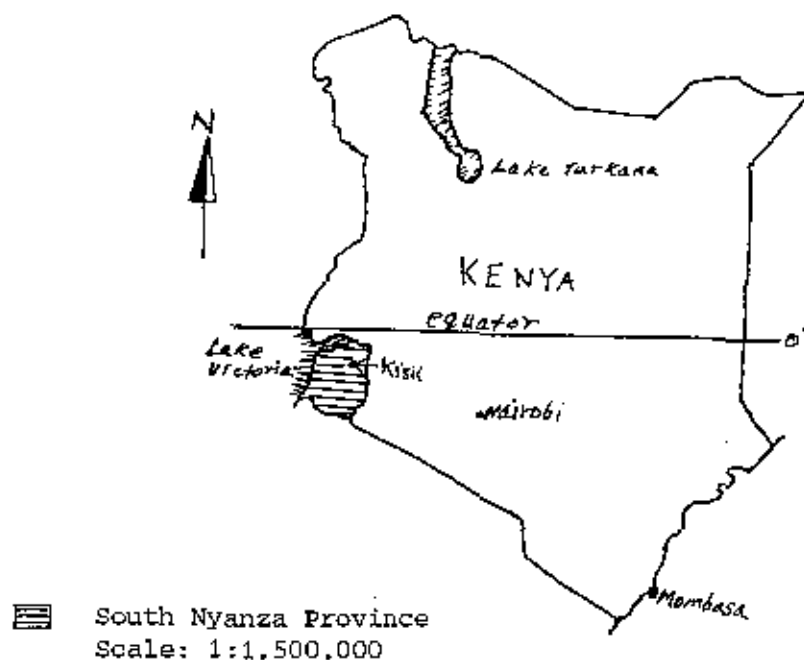 N
Lake Turkana
KENYA
equator
0°
Lake
Victoria
Kisii
Nairobi
Mombasa
South Nyanza Province
Scale: 1:1,500,000